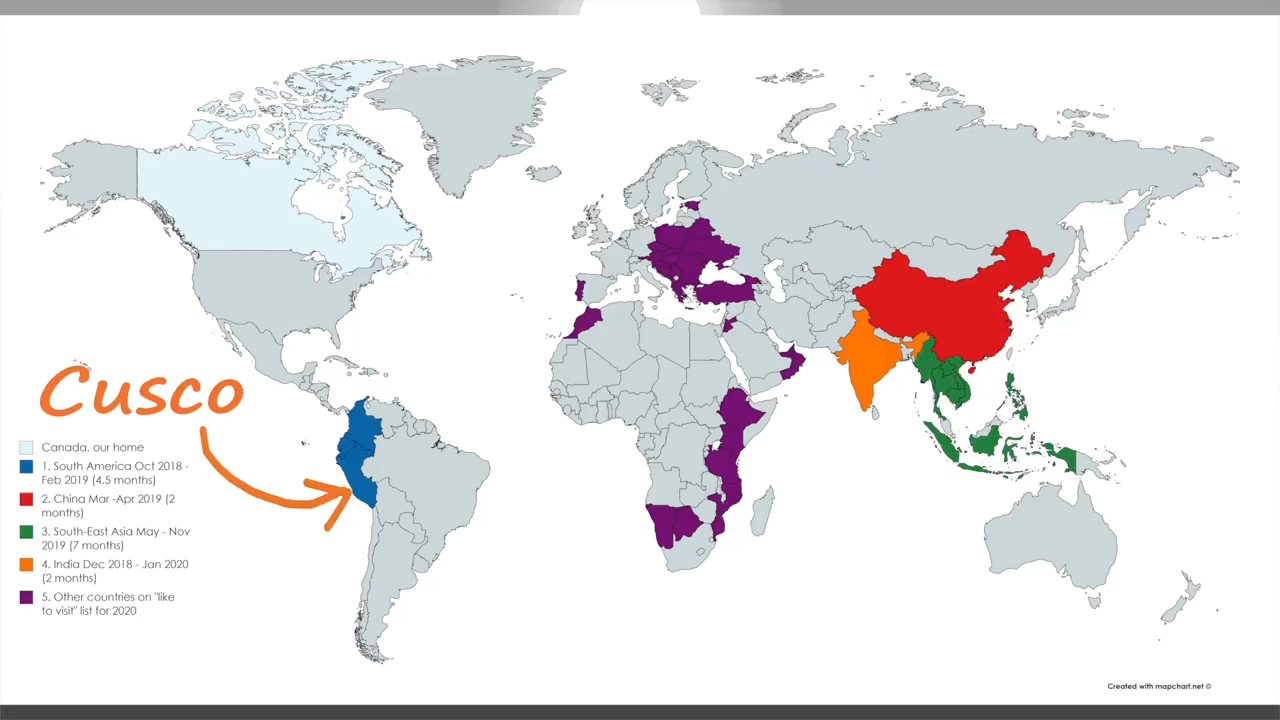 Cusco
Canada, our home
1. South America Oct 2018 -
Feb 2019 (4.5 months)
2. China Mar -Apr 2019 (2
months)
3. South-East Asia May - Nov
2019 (7 months)
4. India Dec 2018 - Jan 2020
(2 months)
5. Other countries on "like
to visit" list for 2020
Created with mapchart.net ©